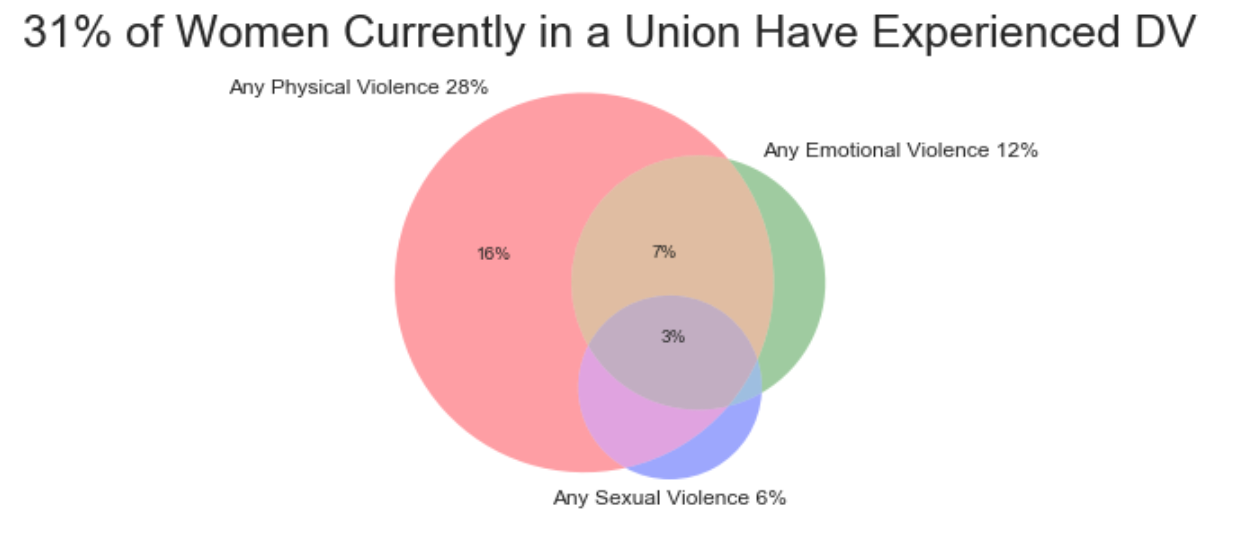 31% of Women Currently in a Union Have Experienced DV
Any Physical Violence 28%
Any Emotional Violence 12%
16%
7%
3%
Any Sexual Violence 6%